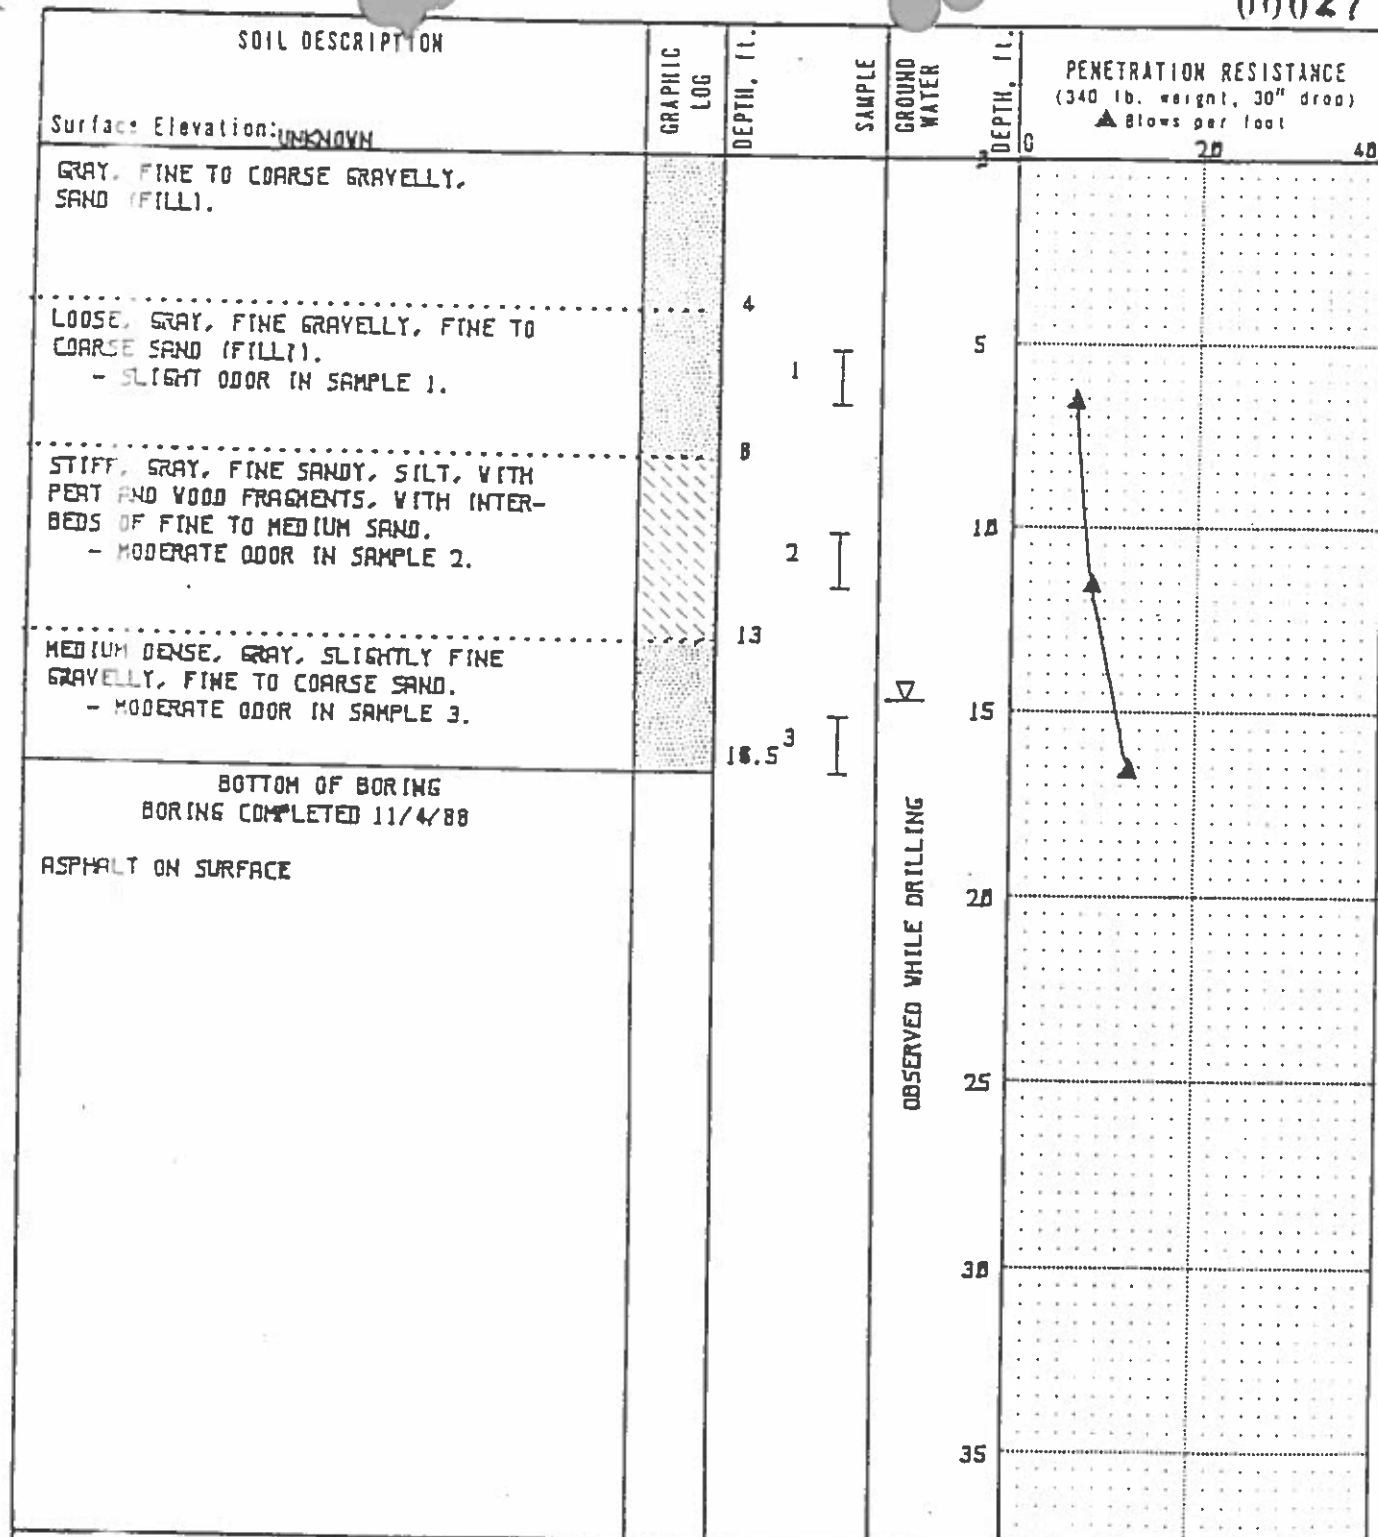 SOIL DESCRIPTION
Surface Elevation: UNKNOWN
GRAPHIC LOG
DEPTH, ft.
SAMPLE
GROUND WATER
DEPTH, ft.
PENETRATION RESISTANCE
(340 lb. weight, 30" drop)
▲ Blows per foot
0 20 40
GRAY, FINE TO COARSE GRAVELLY,
SAND (FILL).
4
LOOSE, GRAY, FINE GRAVELLY, FINE TO
COARSE SAND (FILL?).
- SLIGHT ODOR IN SAMPLE 1.
1
5
8
STIFF, GRAY, FINE SANDY, SILT, WITH
PEAT AND WOOD FRAGMENTS, WITH INTER-
BEDS OF FINE TO MEDIUM SAND.
- MODERATE ODOR IN SAMPLE 2.
2
10
13
MEDIUM DENSE, GRAY, SLIGHTLY FINE
GRAVELLY, FINE TO COARSE SAND.
- MODERATE ODOR IN SAMPLE 3.
15
3
16.5
BOTTOM OF BORING
BORING COMPLETED 11/4/88
ASPHALT ON SURFACE
OBSERVED WHILE DRILLING
20
25
30
35